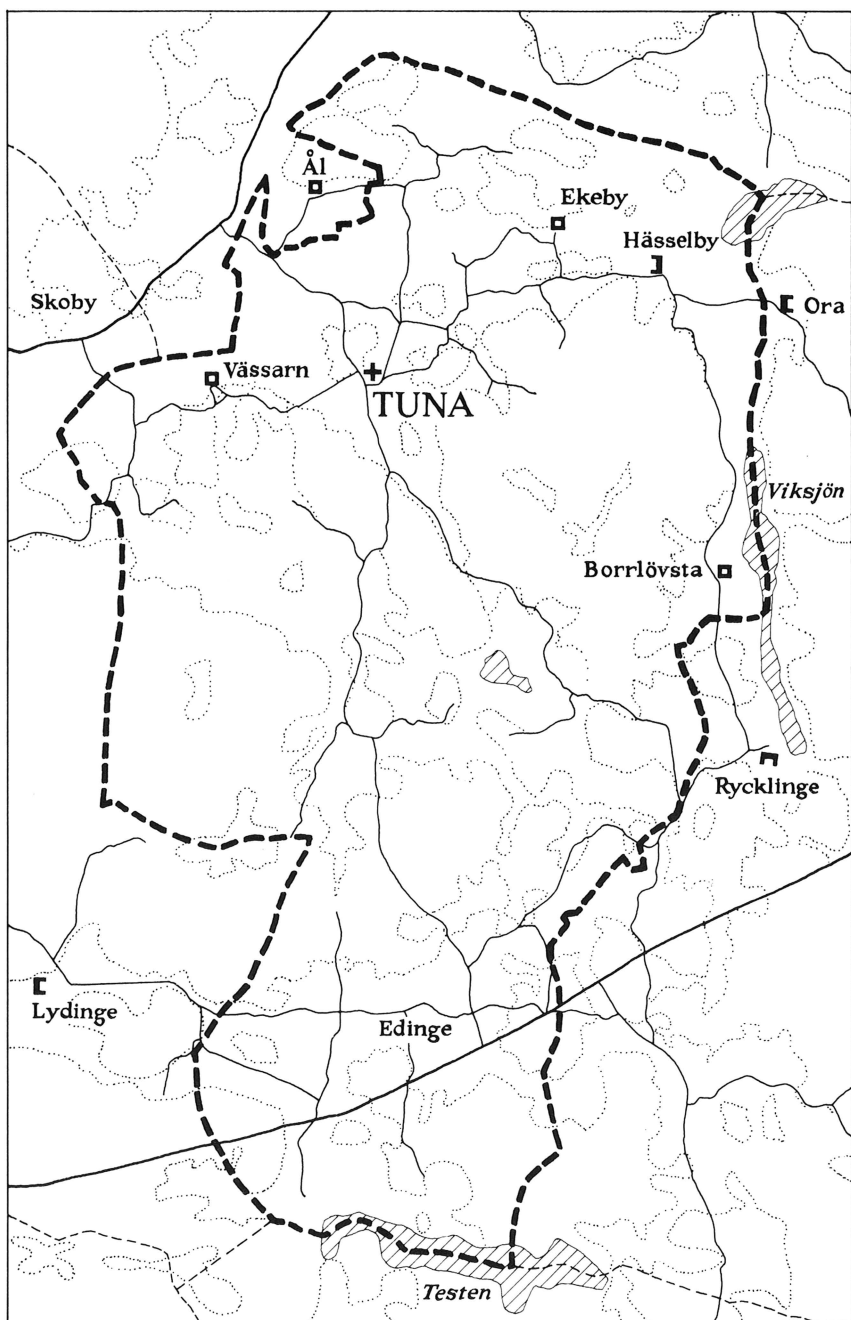 Ål
Ekeby
Hässelby
Skoby
Ora
Vässarn
TUNA
Viksjön
Borrlövsta
Rycklinge
Lydinge
Edinge
Testen